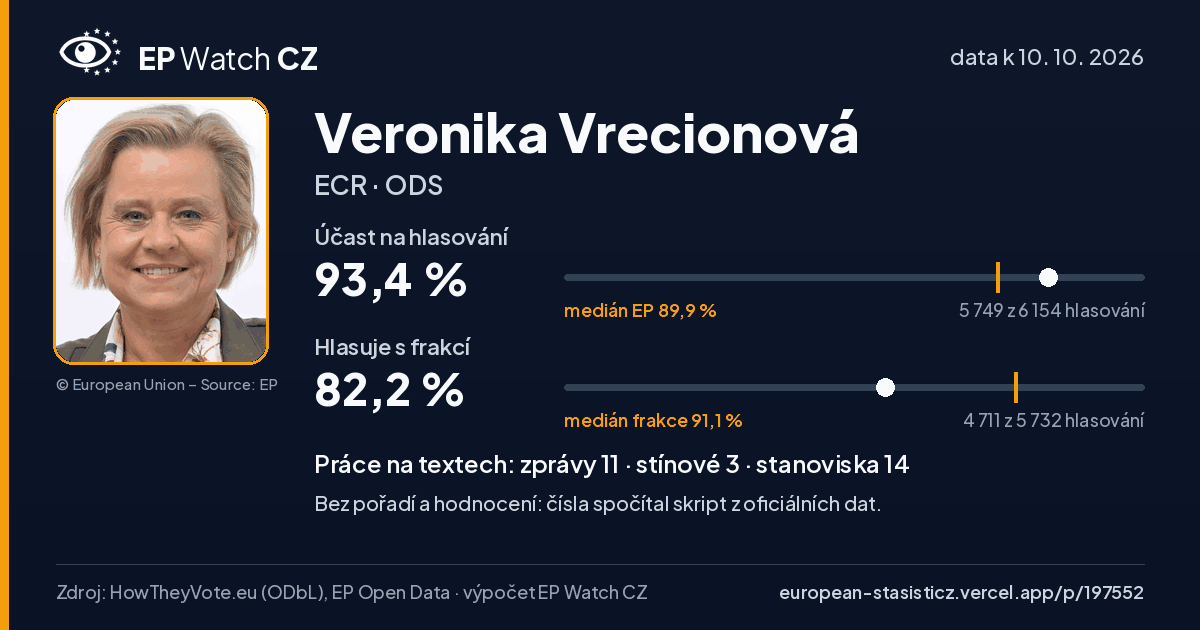 EP Watch CZ
data k 10. 10. 2026
Veronika Vrecionová
ECR · ODS
Účast na hlasování
93,4 %
medián EP 89,9 %
5 749 z 6 154 hlasování
Hlasuje s frakcí
82,2 %
medián frakce 91,1 %
4 711 z 5 732 hlasování
© European Union – Source: EP
Práce na textech: zprávy 11 · stínové 3 · stanoviska 14
Bez pořadí a hodnocení: čísla spočítal skript z oficiálních dat.
Zdroj: HowTheyVote.eu (ODbL), EP Open Data · výpočet EP Watch CZ
european-stasisticz.vercel.app/p/197552